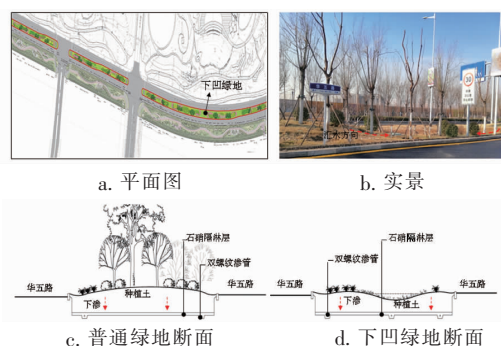 下凹绿地
汇水方向
30
a. 平面图
b. 实景
石硝隔淋层
双螺纹渗管
华五路
下渗
种植土
华五路
c. 普通绿地断面
石硝隔淋层
双螺纹渗管
华五路
下渗
种植土
华五路
d. 下凹绿地断面